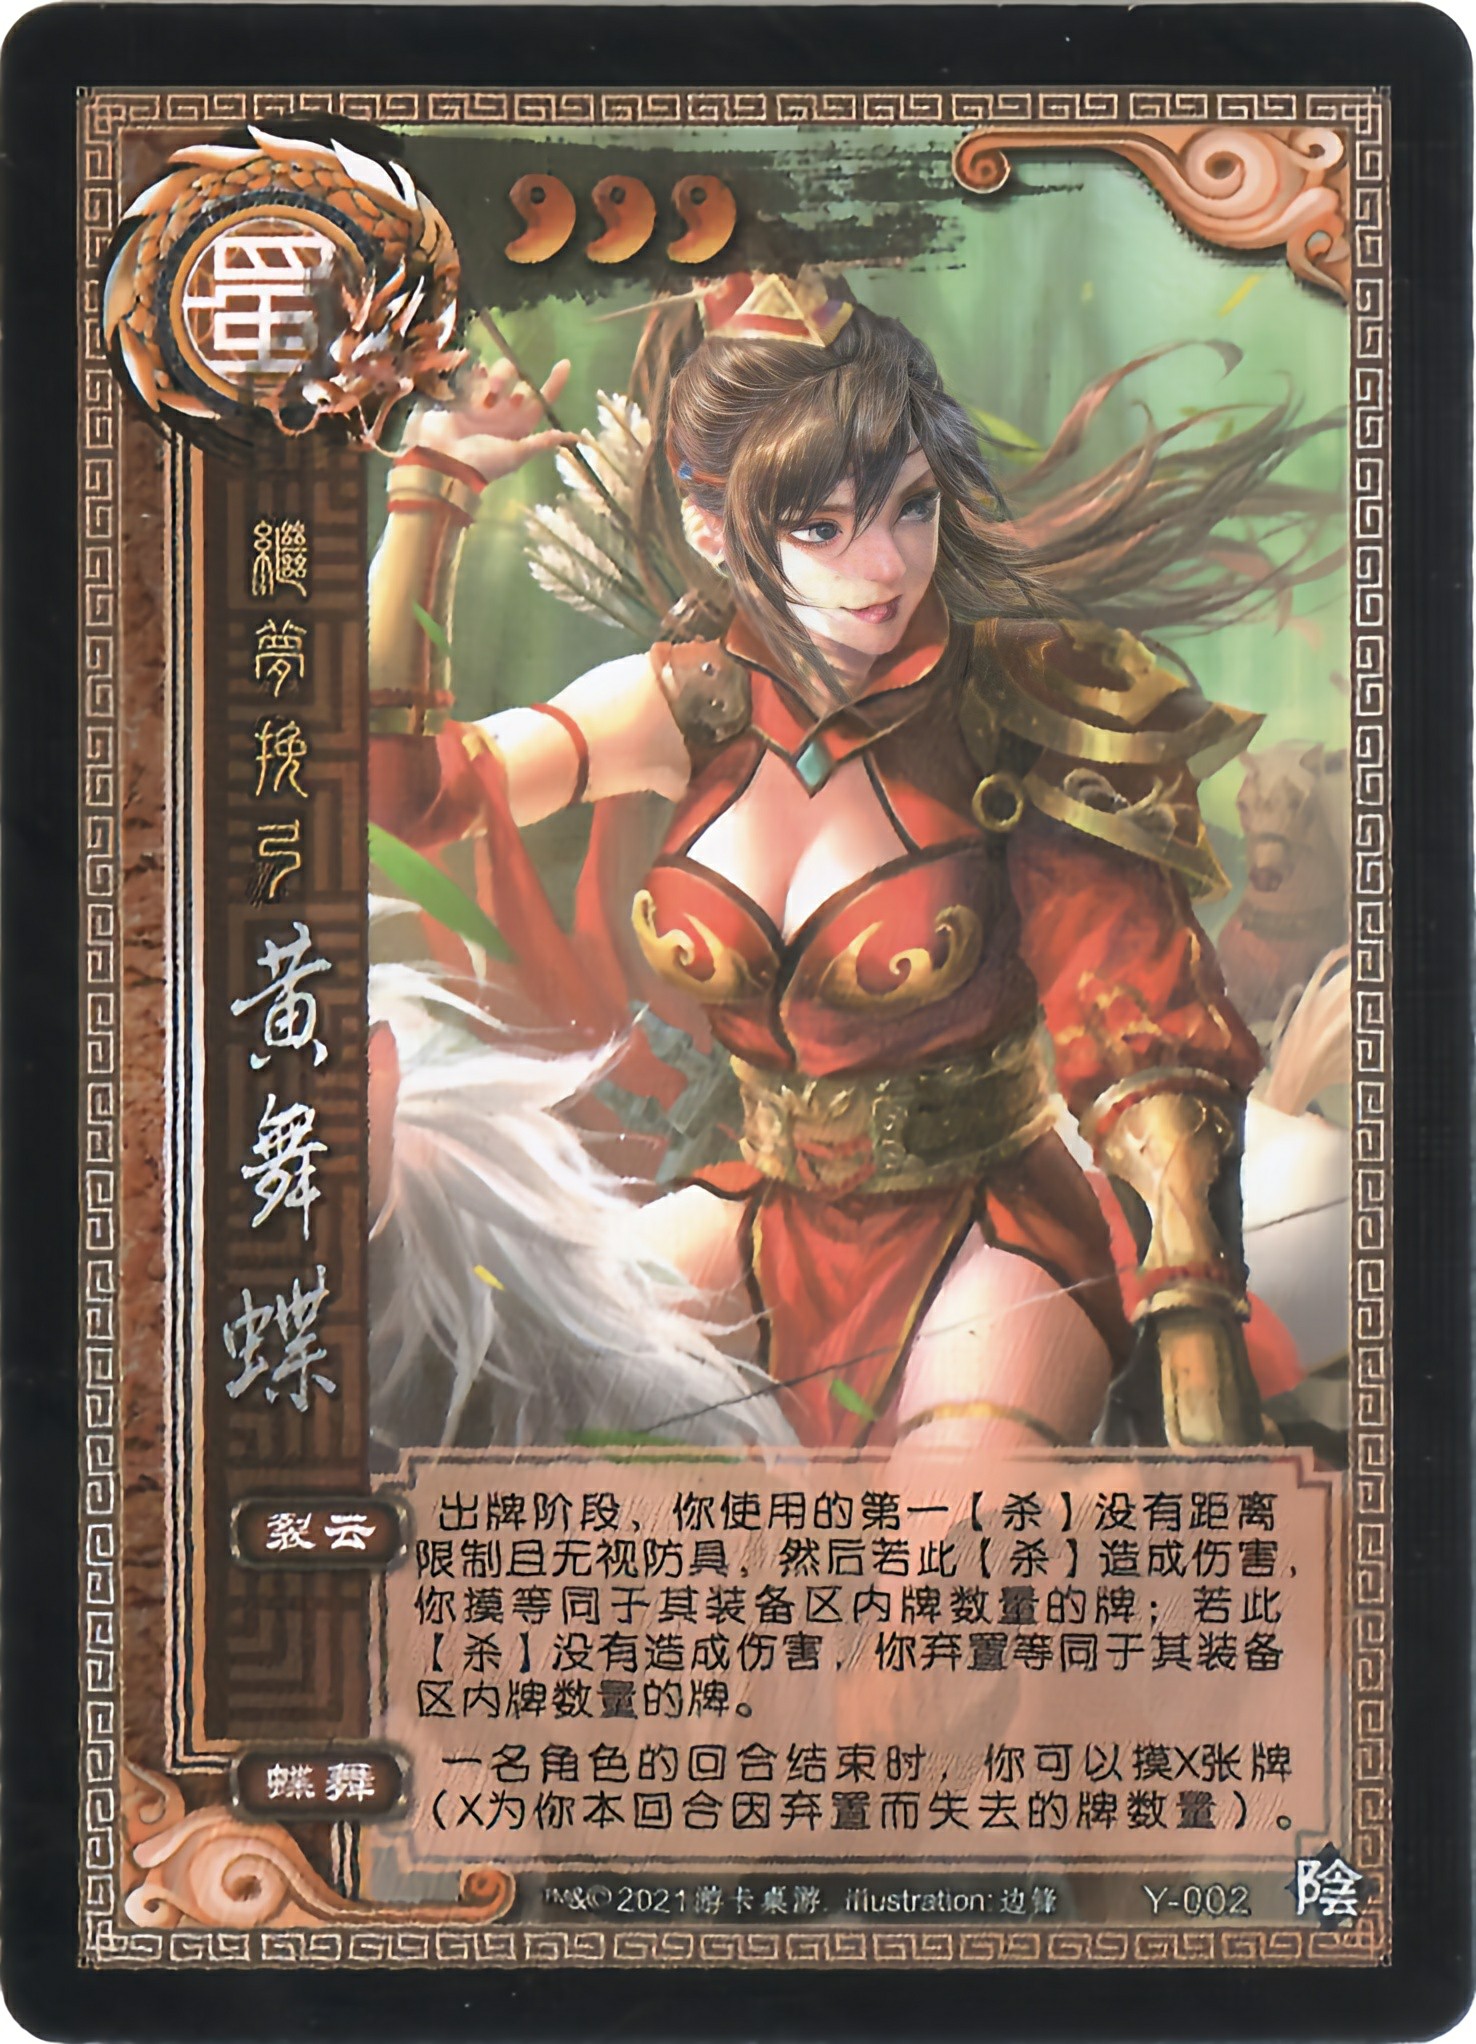 蜀
繼夢挽弓
黄舞蝶
裂云
出牌阶段，你使用的第一【杀】没有距离
限制且无视防具，然后若此【杀】造成伤害，
你摸等同于其装备区内牌数量的牌；若此
【杀】没有造成伤害，你弃置等同于其装备
区内牌数量的牌。
蝶舞
一名角色的回合结束时，你可以摸X张牌
（X为你本回合因弃置而失去的牌数量）。
™&© 2021游卡桌游. illustration: 边锋
Y-002
陰